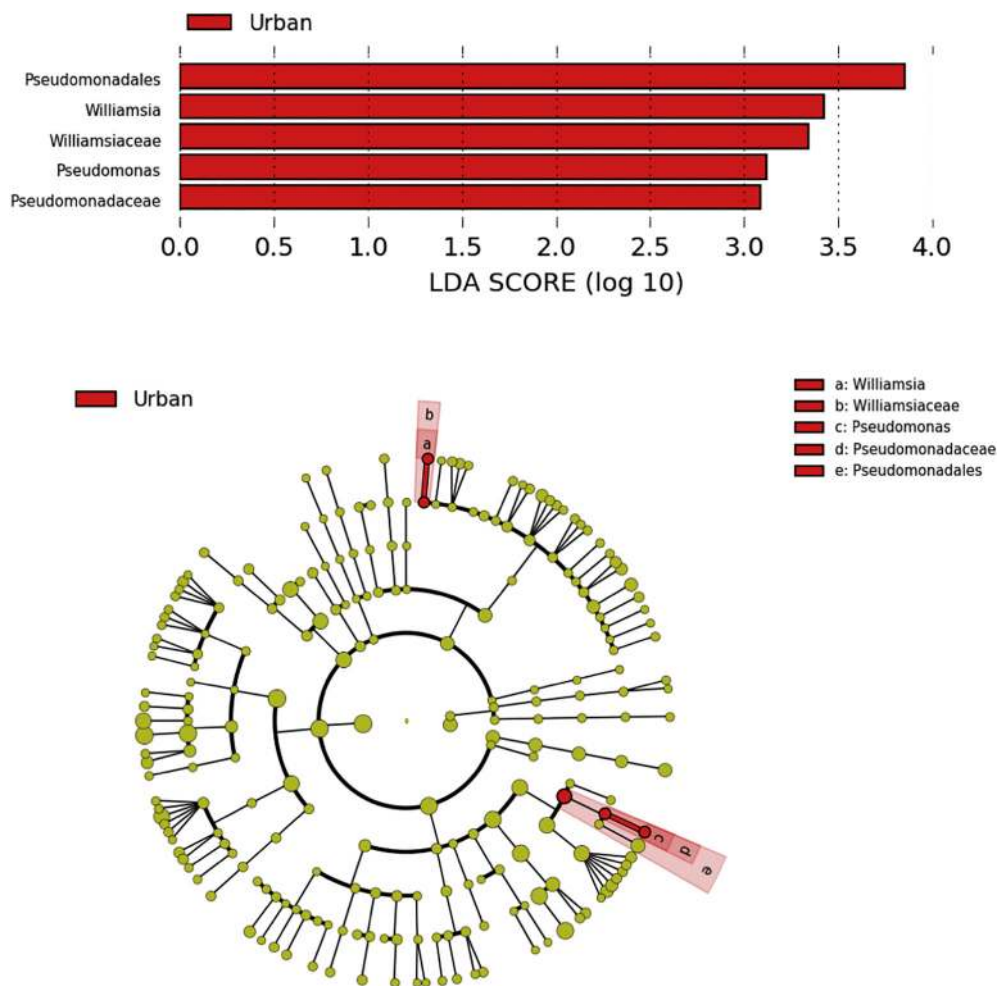 Urban
Pseudomonadales
Williamsia
Williamsiaceae
Pseudomonas
Pseudomonadaceae
0.0 0.5 1.0 1.5 2.0 2.5 3.0 3.5 4.0
LDA SCORE (log 10)
Urban
a: Williamsia
b: Williamsiaceae
c: Pseudomonas
d: Pseudomonadaceae
e: Pseudomonadales
b
a
c
d
e